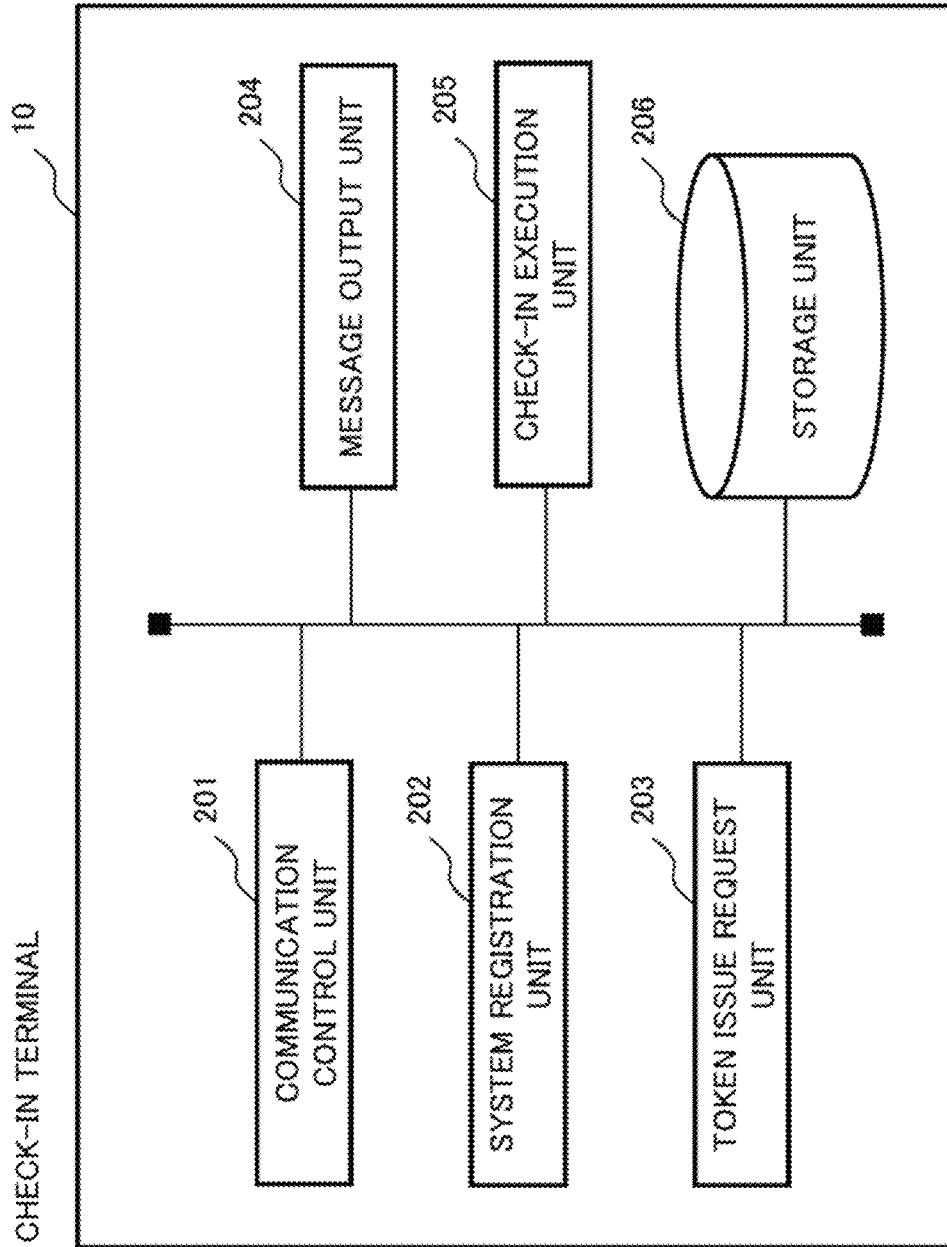 CHECK-IN TERMINAL
10
201
COMMUNICATION
CONTROL UNIT
202
SYSTEM REGISTRATION
UNIT
203
TOKEN ISSUE REQUEST
UNIT
204
MESSAGE OUTPUT UNIT
205
CHECK-IN EXECUTION
UNIT
206
STORAGE UNIT